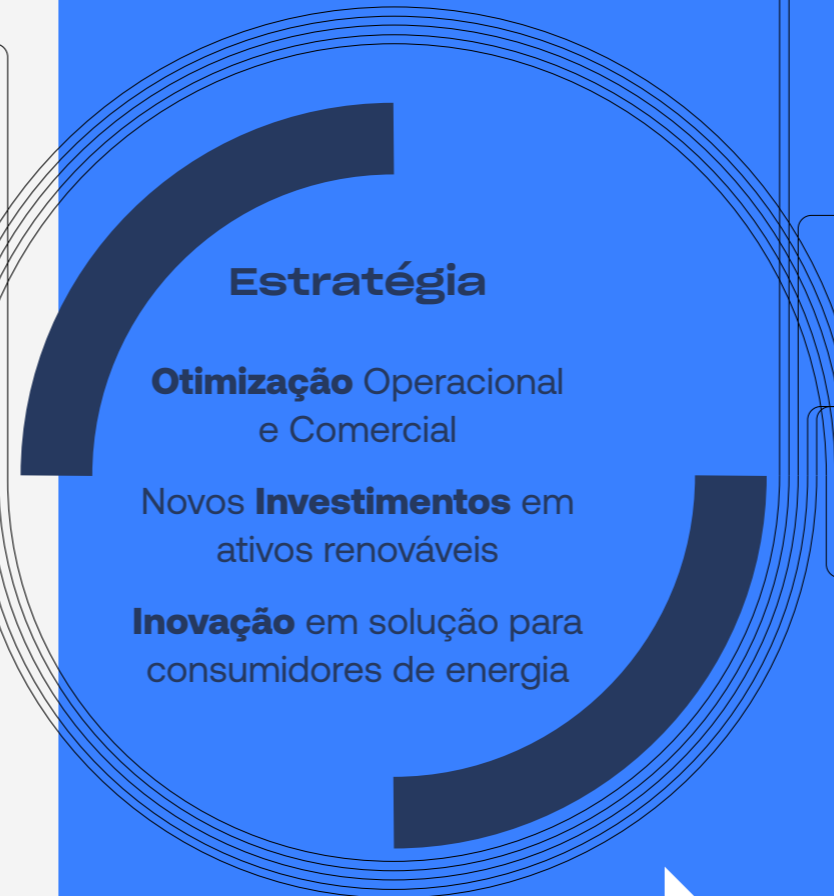 Estratégia
Otimização Operacional
e Comercial
Novos Investimentos em
ativos renováveis
Inovação em solução para
consumidores de energia